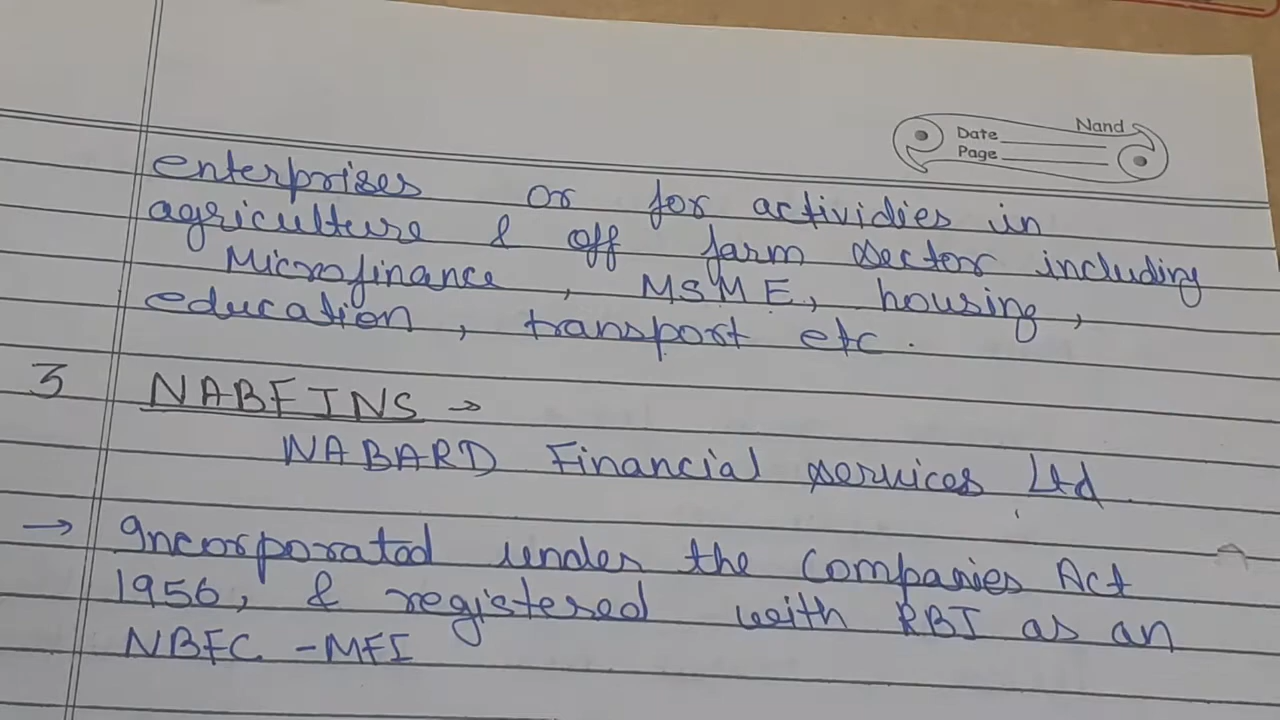 Nand
Date
Page
enterprises or for actividies in
agriculture & off farm sector including
Microfinance, MSME, housing,
education, transport etc.
3 NABFINS →
NABARD Financial services Ltd
→ Incorporated under the Companies Act
1956, & registered with RBI as an
NBFC - MFI